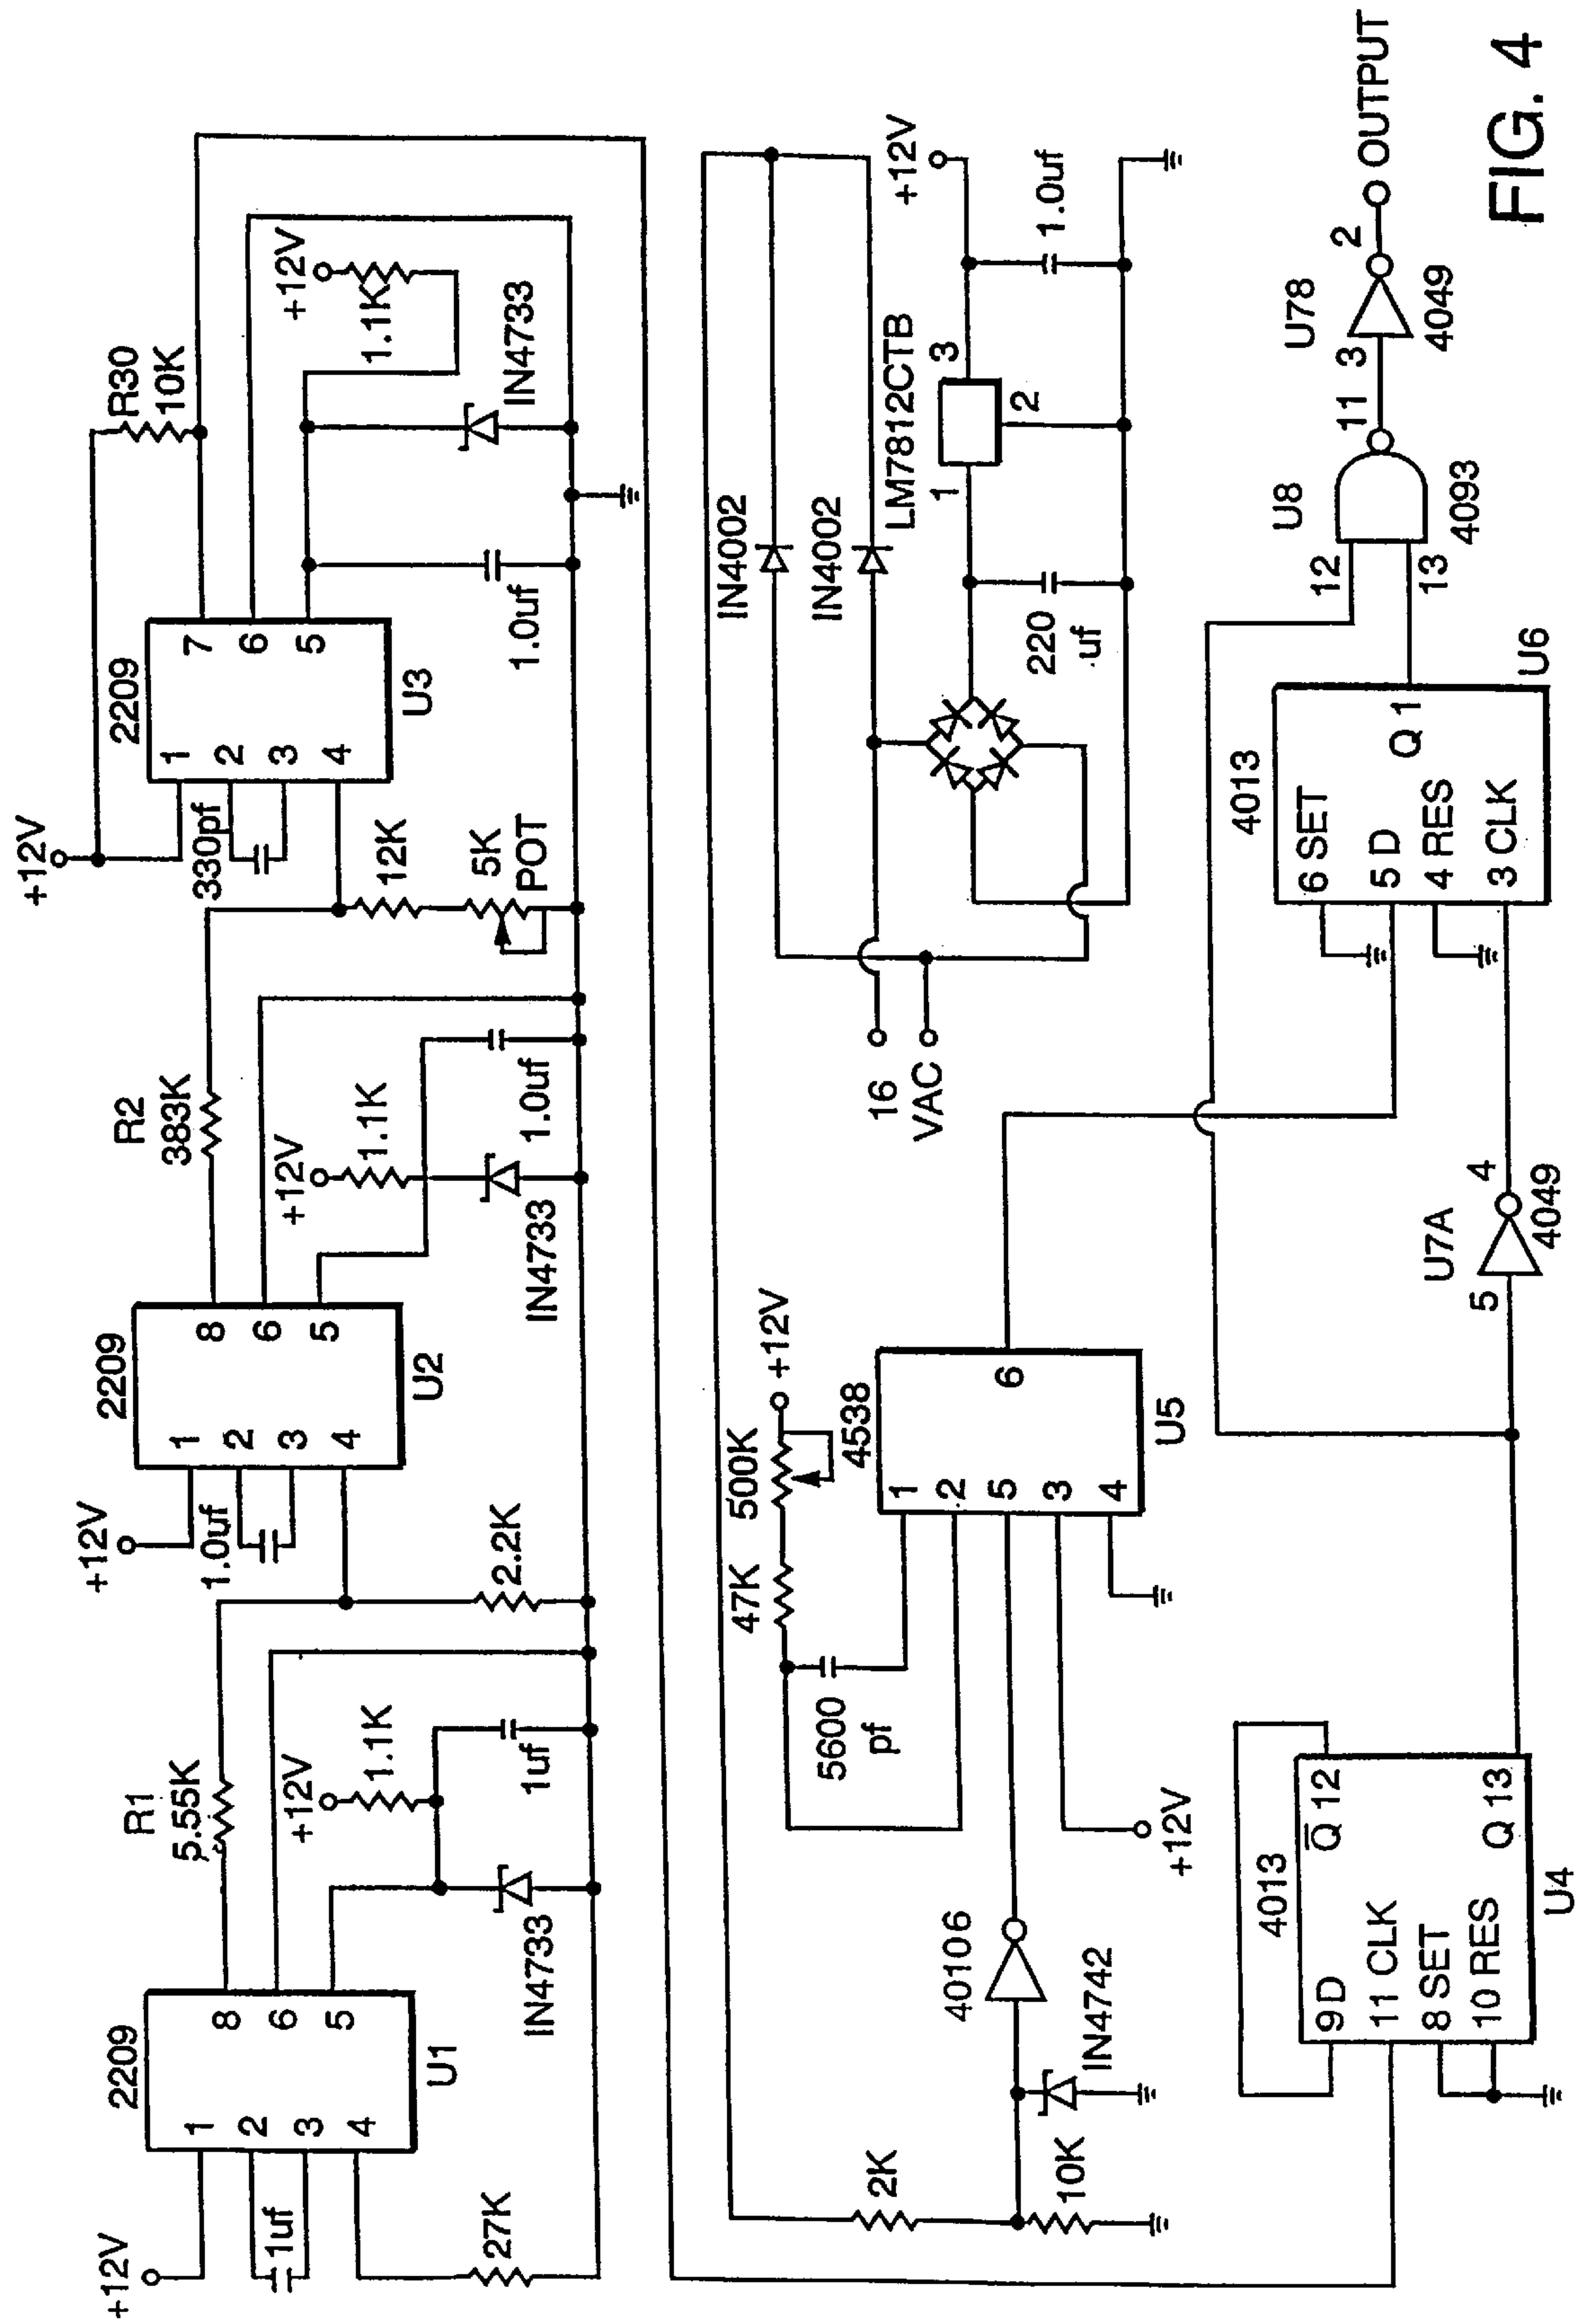 +12V
2209
1
2
3
4
8
6
5
U1
1uf
27K
R1
5.55K
+12V
1.1K
1uf
IN4733
+12V
2209
1
2
3
4
8
6
5
U2
1.0uf
2.2K
R2
383K
+12V
1.1K
1.0uf
IN4733
+12V
2209
1
2
3
4
7
6
5
U3
330pf
12K
5K
POT
R30
10K
+12V
1.1K
1.0uf
IN4733
2K
10K
IN4742
40106
5600
pf
47K
500K
+12V
4538
1
2
5
3
4
6
U5
+12V
16
VAC
IN4002
IN4002
LM7812CTB
1
3
2
220
uf
+12V
1.0uf
4013
9 D
11 CLK
8 SET
10 RES
Q 12
Q 13
U4
U7A
5
4
4049
4013
6 SET
5 D
4 RES
3 CLK
Q 1
U6
U8
12
13
11
4093
U78
3
2
4049
OUTPUT
FIG. 4